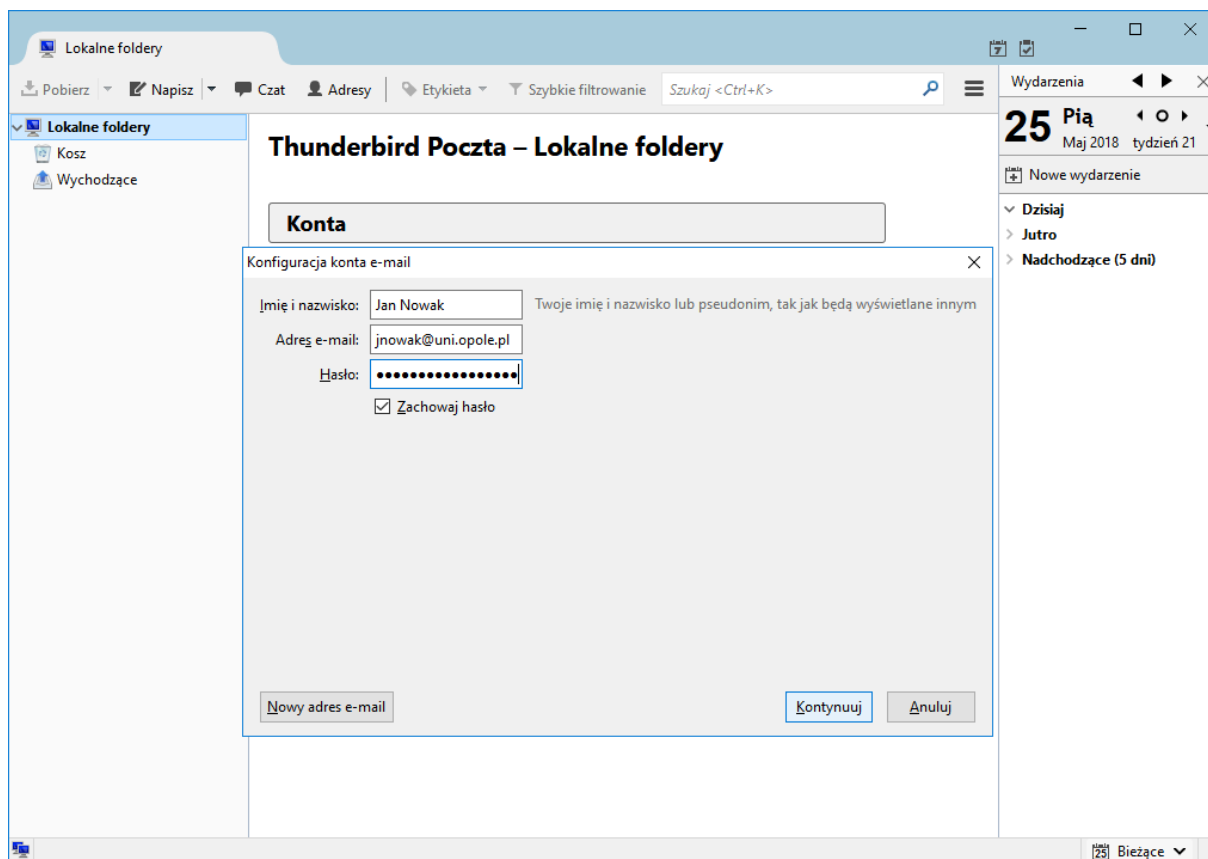 Lokalne foldery
7
Pobierz Napisz Czat Adresy Etykieta Szybkie filtrowanie Szukaj <Ctrl+K>
Wydarzenia
Lokalne foldery
Kosz
Wychodzące
Thunderbird Poczta – Lokalne foldery
Konta
25 Pią
Maj 2018 tydzień 21
Nowe wydarzenie
Dzisiaj
Jutro
Nadchodzące (5 dni)
Konfiguracja konta e-mail
Imię i nazwisko: Jan Nowak Twoje imię i nazwisko lub pseudonim, tak jak będą wyświetlane innym
Adres e-mail: jnowak@uni.opole.pl
Hasło: •••••••••••••••••
Zachowaj hasło
Nowy adres e-mail Kontynuuj Anuluj
25 Bieżące